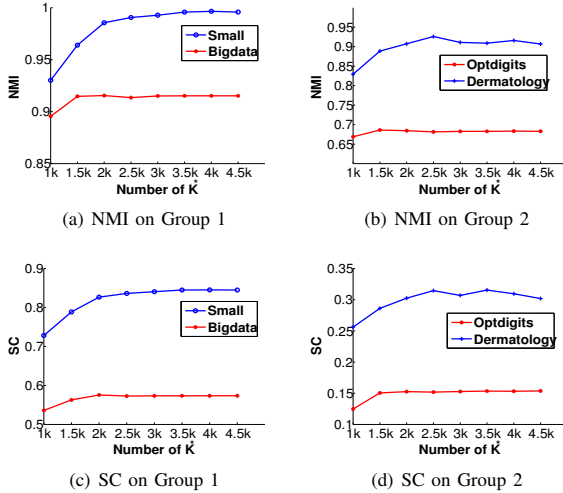 1
0.95
0.9
0.85
NMI
Small
Bigdata
1k 1.5k 2k 2.5k 3k 3.5k 4k 4.5k
Number of K*
(a) NMI on Group 1
1
0.95
0.9
0.85
0.8
0.75
0.7
0.65
NMI
Optdigits
Dermatology
1k 1.5k 2k 2.5k 3k 3.5k 4k 4.5k
Number of K*
(b) NMI on Group 2
0.9
0.8
0.7
0.6
0.5
SC
Small
Bigdata
1k 1.5k 2k 2.5k 3k 3.5k 4k 4.5k
Number of K*
(c) SC on Group 1
0.35
0.3
0.25
0.2
0.15
0.1
SC
Optdigits
Dermatology
1k 1.5k 2k 2.5k 3k 3.5k 4k 4.5k
Number of K*
(d) SC on Group 2